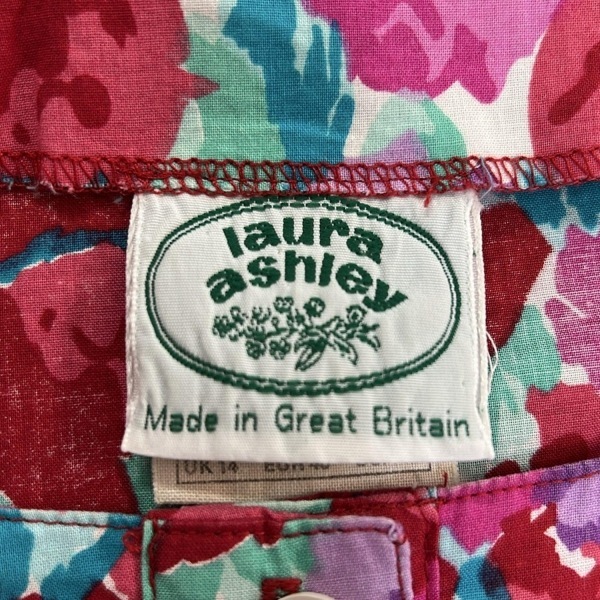 laura
ashley
Made in Great Britain
UK 14